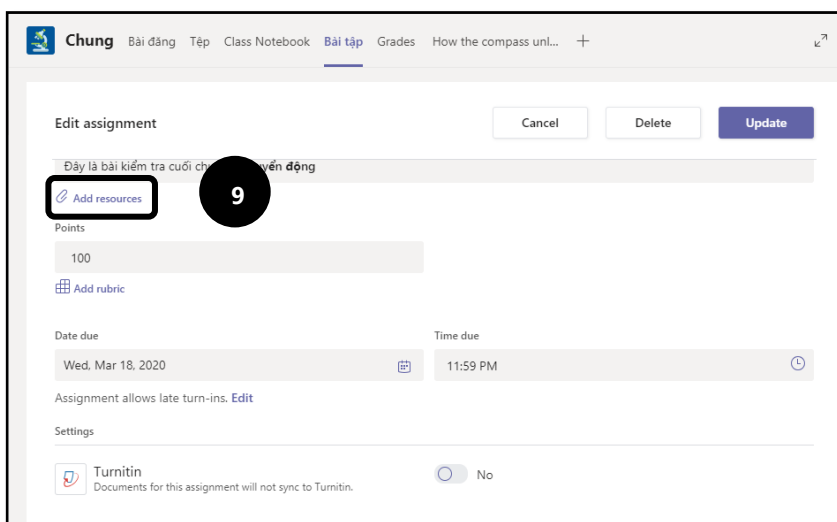 Chung Bài đăng Tệp Class Notebook Bài tập Grades How the compass unl... +
Edit assignment Cancel Delete Update
Đây là bài kiểm tra cuối động
Add resources 9
Points
100
Add rubric
Date due Time due
Wed, Mar 18, 2020 11:59 PM
Assignment allows late turn-ins. Edit
Settings
Turnitin No
Documents for this assignment will not sync to Turnitin.